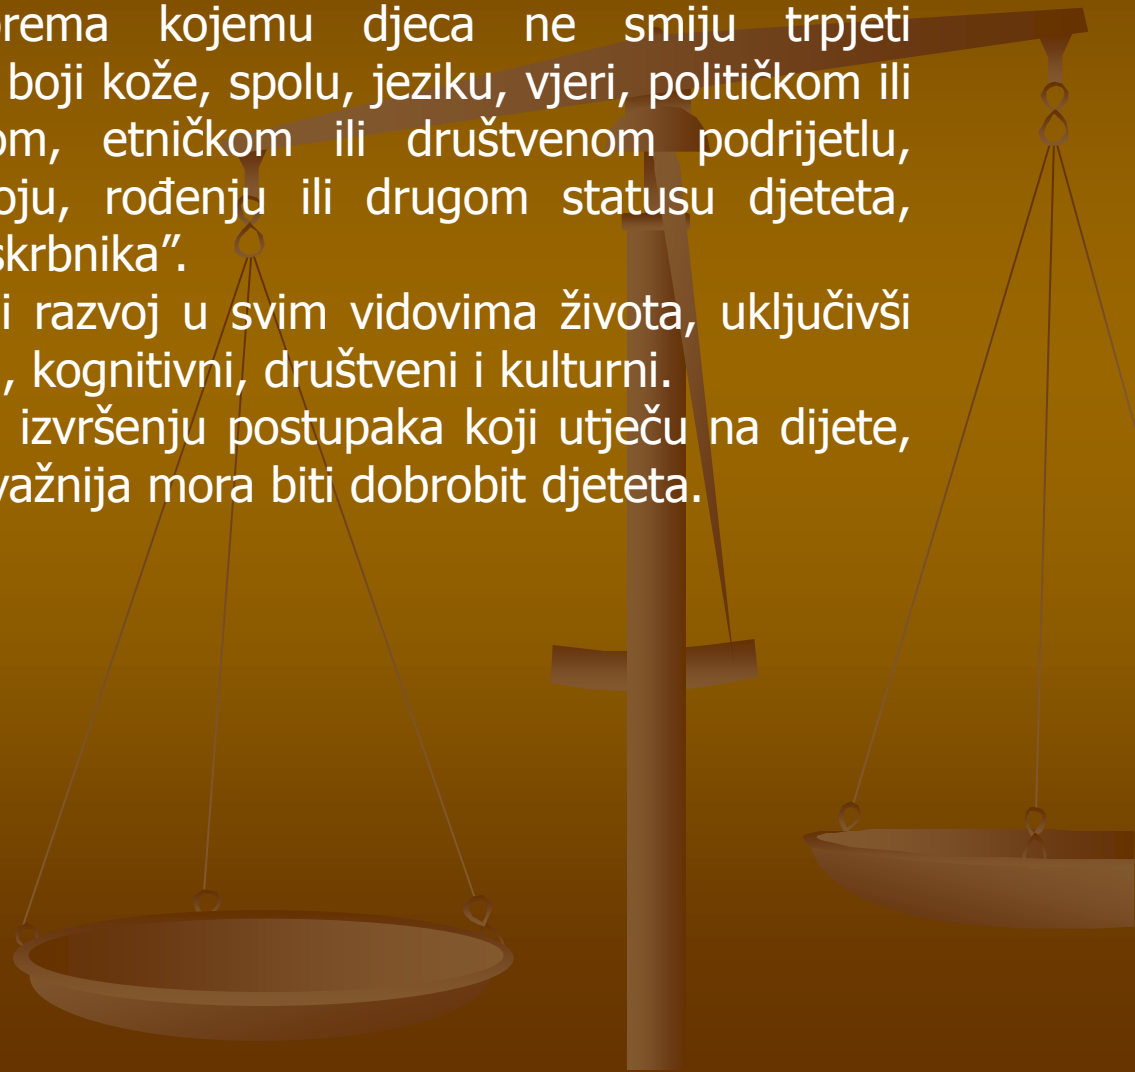 prema kojemu djeca ne smiju trpjeti
boji kože, spolu, jeziku, vjeri, političkom ili
om, etničkom ili društvenom podrijetlu,
oju, rođenju ili drugom statusu djeteta,
skrbnika”.
i razvoj u svim vidovima života, uključivši
, kognitivni, društveni i kulturni.
izvršenju postupaka koji utječu na dijete,
važnija mora biti dobrobit djeteta.